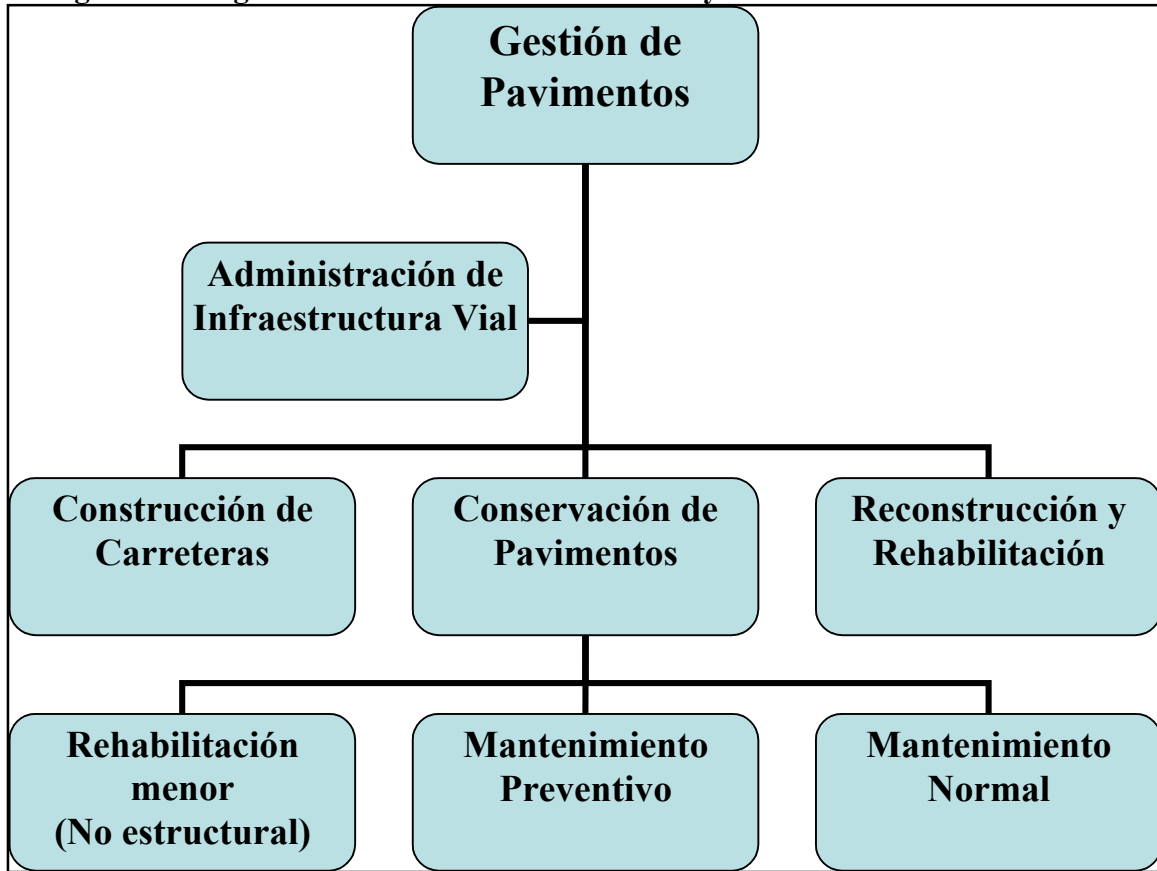 Gestión de
Pavimentos
Administración de
Infraestructura Vial
Construcción de
Carreteras
Conservación de
Pavimentos
Reconstrucción y
Rehabilitación
Rehabilitación
menor
(No estructural)
Mantenimiento
Preventivo
Mantenimiento
Normal